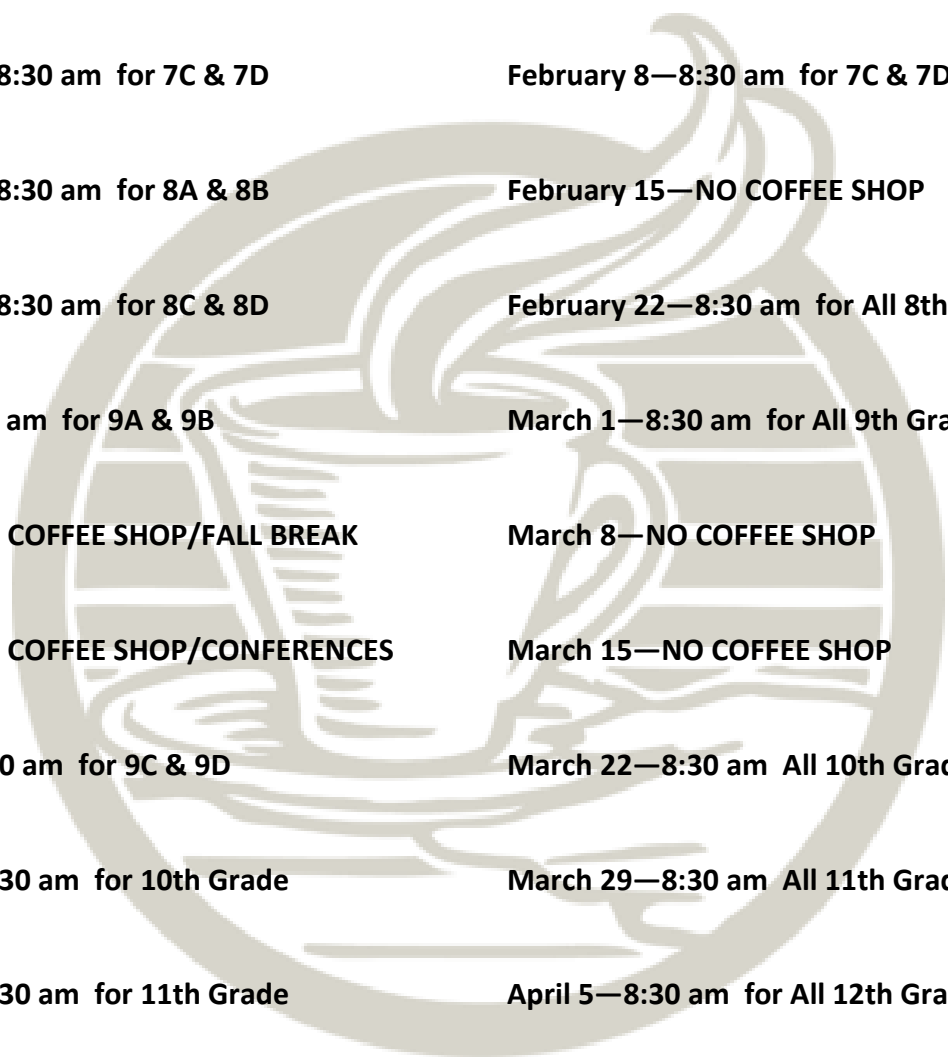 8:30 am for 7C & 7D
8:30 am for 8A & 8B
8:30 am for 8C & 8D
am for 9A & 9B
COFFEE SHOP/FALL BREAK
COFFEE SHOP/CONFERENCES
0 am for 9C & 9D
30 am for 10th Grade
30 am for 11th Grade
February 8—8:30 am for 7C & 7D
February 15—NO COFFEE SHOP
February 22—8:30 am for All 8th
March 1—8:30 am for All 9th Gra
March 8—NO COFFEE SHOP
March 15—NO COFFEE SHOP
March 22—8:30 am All 10th Grad
March 29—8:30 am All 11th Grad
April 5—8:30 am for All 12th Gra